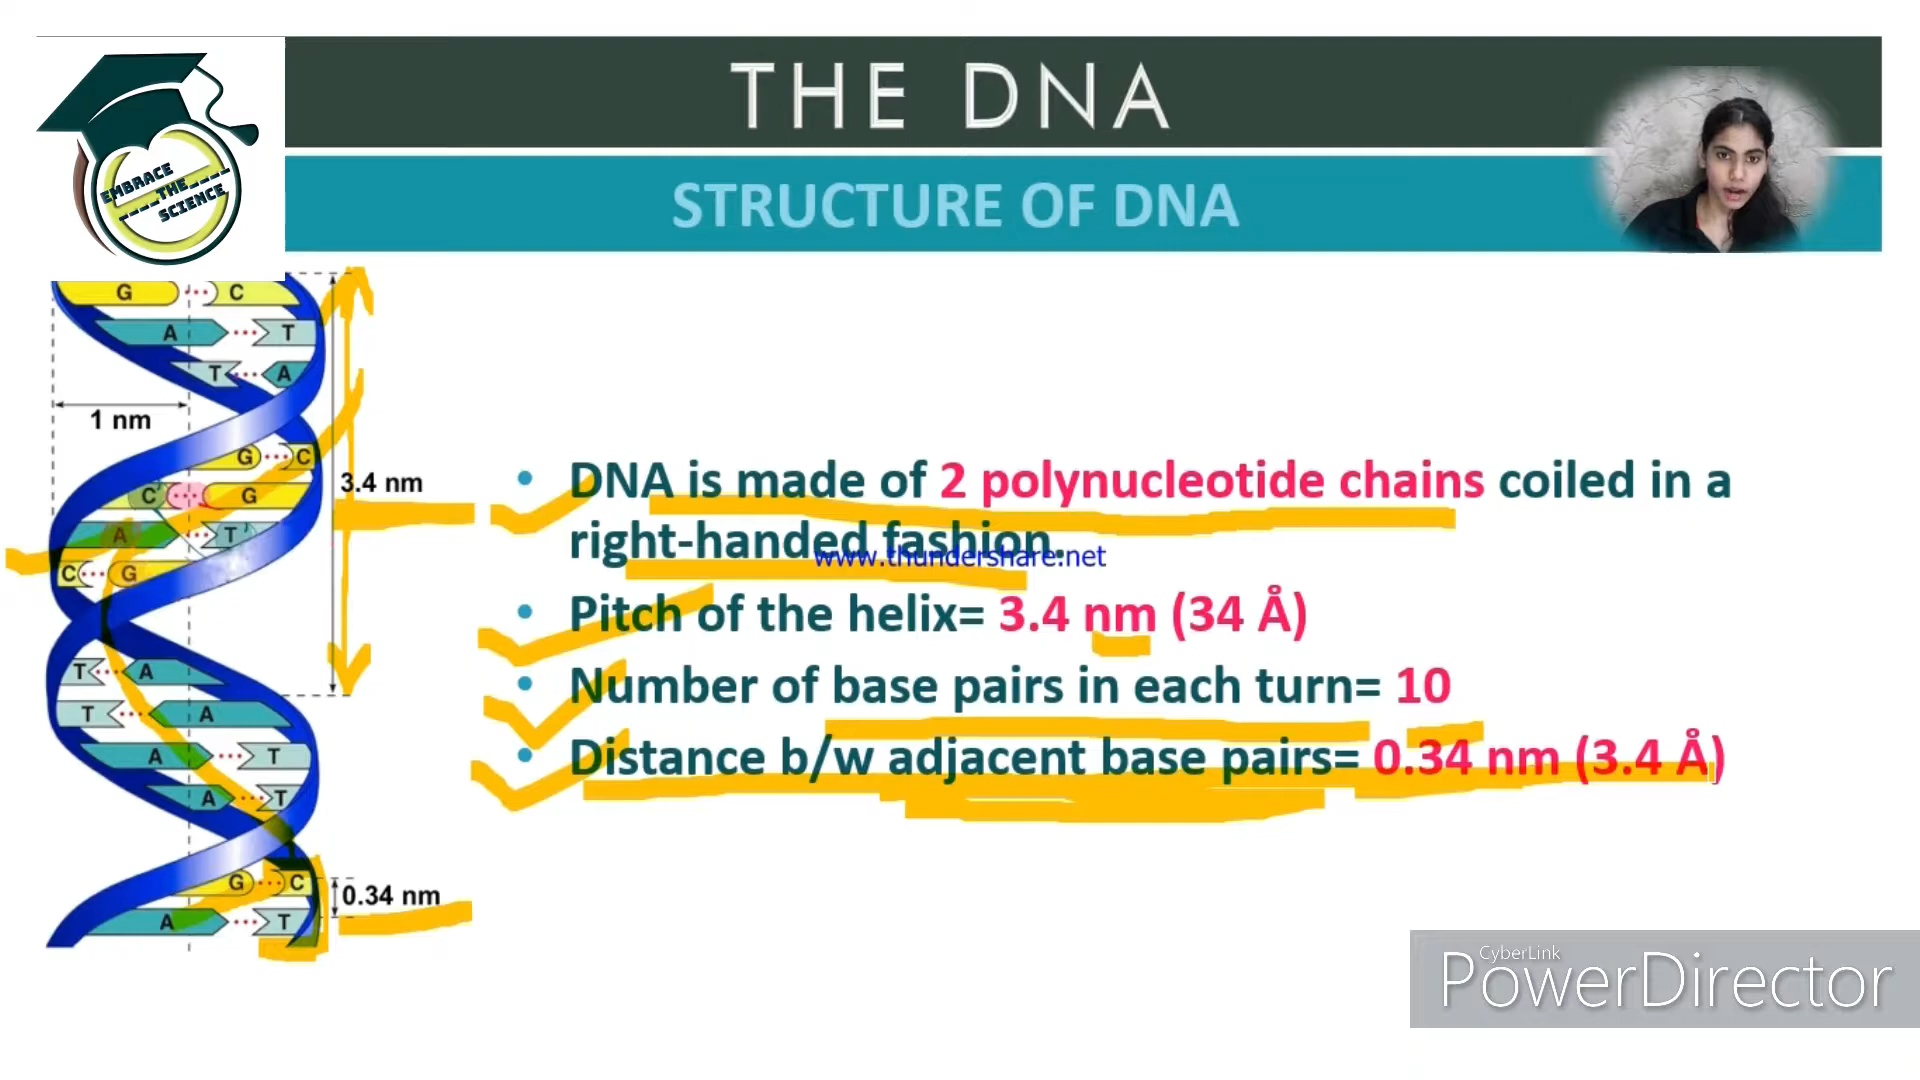 THE DNA
STRUCTURE OF DNA
EMBRACE
THE
SCIENCE
G C
A T
T A
1 nm
G C
3.4 nm
C G
A T
C G
T A
T A
A T
A T
G C
0.34 nm
A T
• DNA is made of 2 polynucleotide chains coiled in a
right-handed fashion.
www.thundershare.net
• Pitch of the helix= 3.4 nm (34 Å)
• Number of base pairs in each turn= 10
• Distance b/w adjacent base pairs= 0.34 nm (3.4 Å)
CyberLink
PowerDirector